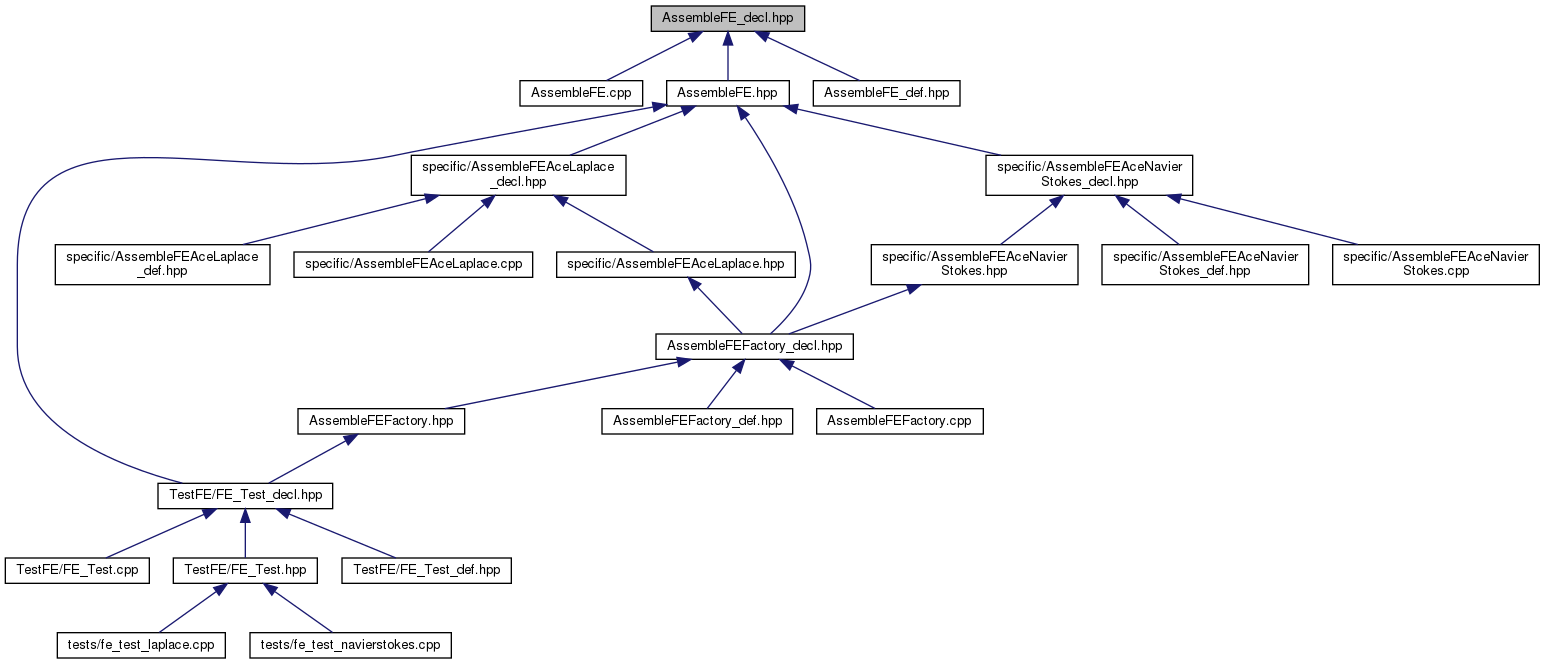 AssembleFE_decl.hpp
AssembleFE.cpp
AssembleFE.hpp
AssembleFE_def.hpp
specific/AssembleFEAceLaplace
_decl.hpp
specific/AssembleFEAceNavier
Stokes_decl.hpp
specific/AssembleFEAceLaplace
_def.hpp
specific/AssembleFEAceLaplace.cpp
specific/AssembleFEAceLaplace.hpp
specific/AssembleFEAceNavier
Stokes.hpp
specific/AssembleFEAceNavier
Stokes_def.hpp
specific/AssembleFEAceNavier
Stokes.cpp
AssembleFEFactory_decl.hpp
AssembleFEFactory.hpp
AssembleFEFactory_def.hpp
AssembleFEFactory.cpp
TestFE/FE_Test_decl.hpp
TestFE/FE_Test.cpp
TestFE/FE_Test.hpp
TestFE/FE_Test_def.hpp
tests/fe_test_laplace.cpp
tests/fe_test_navierstokes.cpp